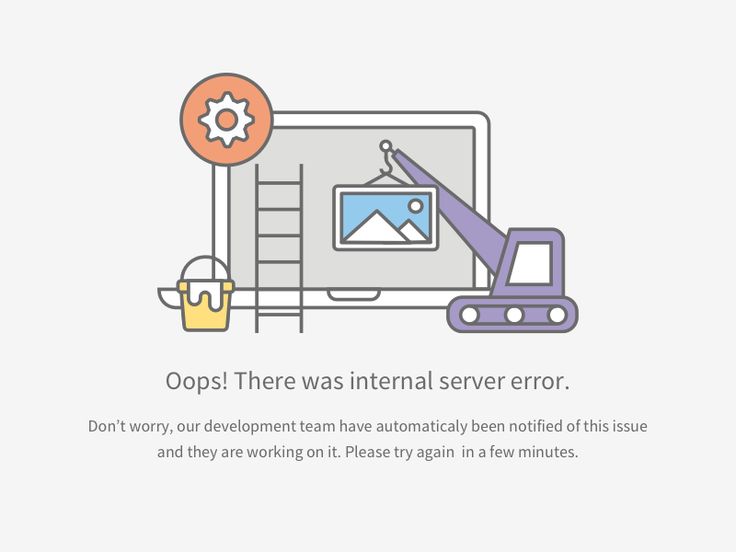 Oops! There was internal server error.
Don’t worry, our development team have automaticaly been notified of this issue
and they are working on it. Please try again  in a few minutes.